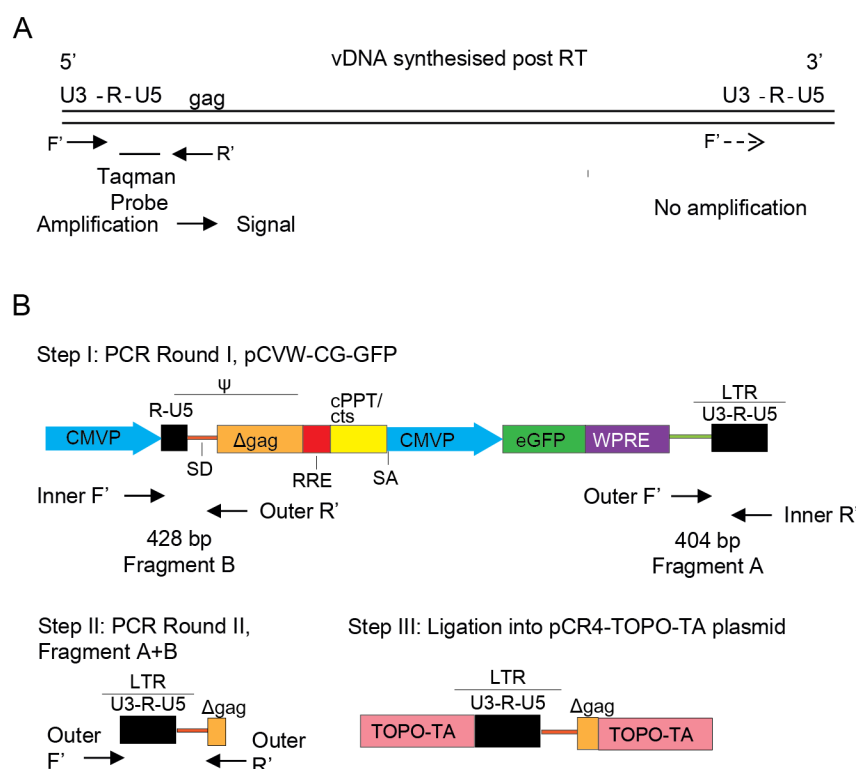 A
5’ vDNA synthesised post RT 3’
U3 -R-U5 gag U3 -R-U5
F’ R’ F’
Taqman
Probe
Amplification Signal
No amplification
B
Step I: PCR Round I, pCVW-CG-GFP
Ψ
R-U5 cPPT/
cts
LTR
U3-R-U5
CMVP Δgag CMVP eGFP WPRE
SD RRE SA
Inner F’ Outer R’ Outer F’ Inner R’
428 bp
Fragment B
404 bp
Fragment A
Step II: PCR Round II,
Fragment A+B
LTR
U3-R-U5
Δgag
Outer
F’
Outer
R’
Step III: Ligation into pCR4-TOPO-TA plasmid
LTR
U3-R-U5 Δgag
TOPO-TA TOPO-TA